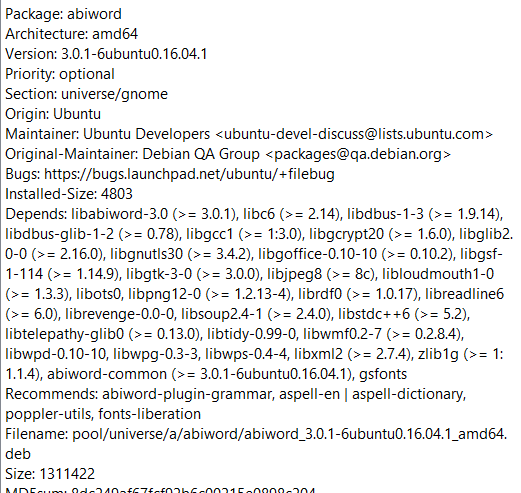 Package: abiword
Architecture: amd64
Version: 3.0.1-6ubuntu0.16.04.1
Priority: optional
Section: universe/gnome
Origin: Ubuntu
Maintainer: Ubuntu Developers <ubuntu-devel-discuss@lists.ubuntu.com>
Original-Maintainer: Debian QA Group <packages@qa.debian.org>
Bugs: https://bugs.launchpad.net/ubuntu/+filebug
Installed-Size: 4803
Depends: libabiword-3.0 (>= 3.0.1), libc6 (>= 2.14), libdbus-1-3 (>= 1.9.14),
libdbus-glib-1-2 (>= 0.78), libgcc1 (>= 1:3.0), libgcrypt20 (>= 1.6.0), libglib2.
0-0 (>= 2.16.0), libgnutls30 (>= 3.4.2), libgoffice-0.10-10 (>= 0.10.2), libgsf-
1-114 (>= 1.14.9), libgtk-3-0 (>= 3.0.0), libjpeg8 (>= 8c), libloudmouth1-0
(>= 1.3.3), libots0, libpng12-0 (>= 1.2.13-4), librdf0 (>= 1.0.17), libreadline6
(>= 6.0), librevenge-0.0-0, libsoup2.4-1 (>= 2.4.0), libstdc++6 (>= 5.2),
libtelepathy-glib0 (>= 0.13.0), libtidy-0.99-0, libwmf0.2-7 (>= 0.2.8.4),
libwpd-0.10-10, libwpg-0.3-3, libwps-0.4-4, libxml2 (>= 2.7.4), zlib1g (>= 1:
1.1.4), abiword-common (>= 3.0.1-6ubuntu0.16.04.1), gsfonts
Recommends: abiword-plugin-grammar, aspell-en | aspell-dictionary,
poppler-utils, fonts-liberation
Filename: pool/universe/a/abiword/abiword_3.0.1-6ubuntu0.16.04.1_amd64.
deb
Size: 1311422